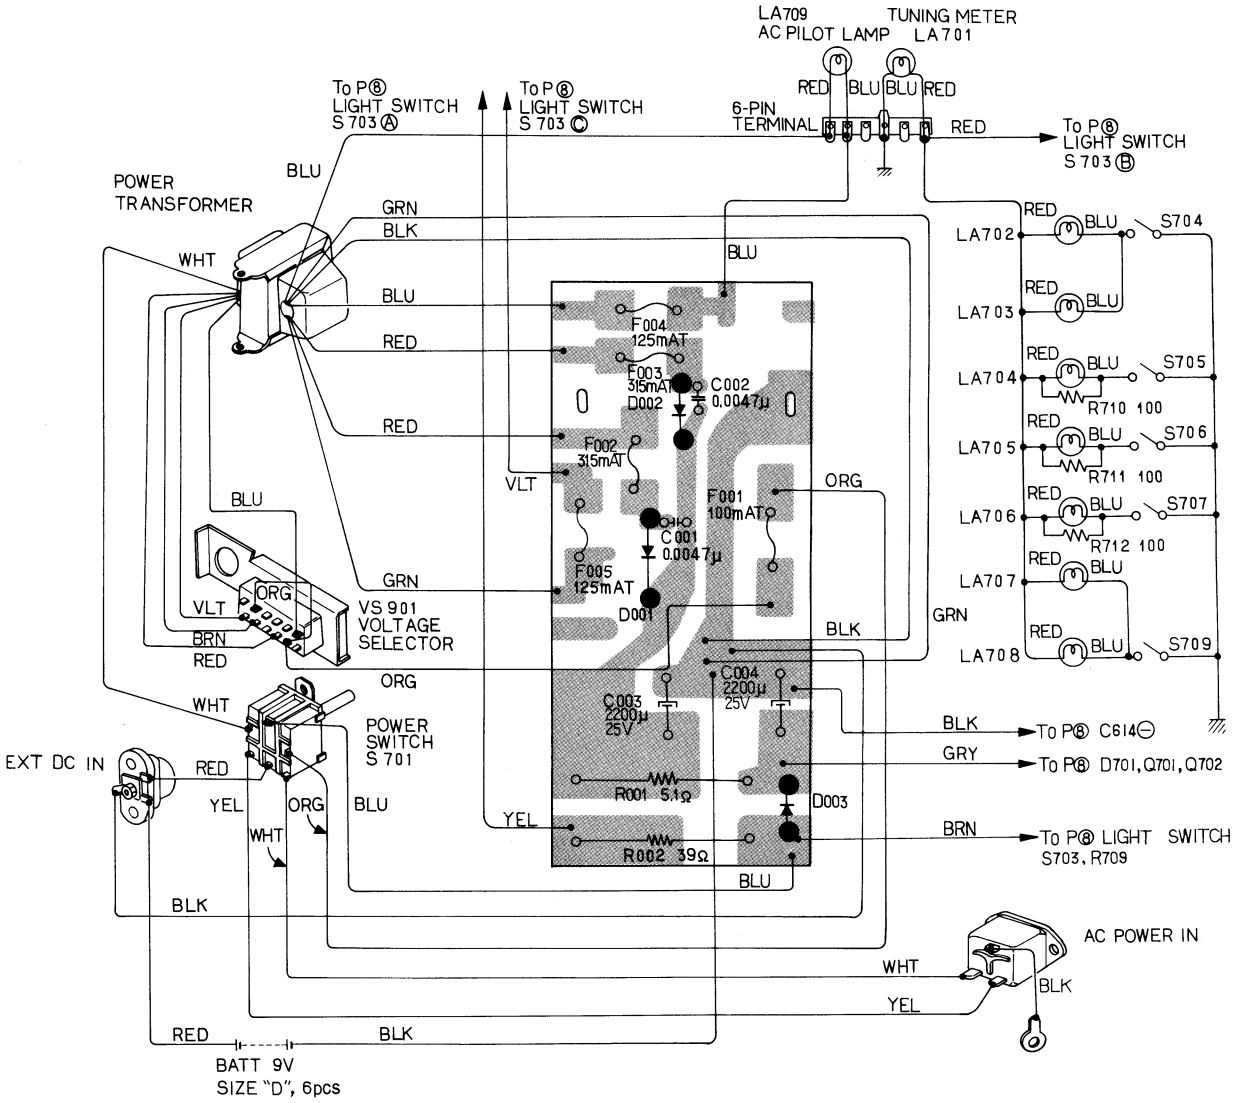 LA709
AC PILOT LAMP
TUNING METER
LA701
RED
BLU
BLU
RED
To P⑧
LIGHT SWITCH
S 703 Ⓐ
To P⑧
LIGHT SWITCH
S 703 Ⓒ
6-PIN
TERMINAL
RED
To P⑧
LIGHT SWITCH
S 703 Ⓑ
BLU
POWER
TRANSFORMER
GRN
BLK
WHT
BLU
BLU
RED
RED
RED
LA702
BLU
S704
RED
LA703
BLU
RED
LA704
BLU
S705
R710 100
RED
LA705
BLU
S706
R711 100
RED
LA706
BLU
S707
R712 100
RED
LA707
BLU
RED
LA708
BLU
S709
F004
125mAT
F003
315mAT
D002
C002
0.0047μ
F002
315mAT
VLT
F001
100mAT
ORG
C001
0.0047μ
F005
125mAT
D001
BLU
GRN
ORG
VLT
BRN
RED
VS 901
VOLTAGE
SELECTOR
BLK
GRN
ORG
C003
2200μ
25V
C004
2200μ
25V
WHT
POWER
SWITCH
S 701
BLK
To P⑧ C614⊖
GRY
To P⑧ D701, Q701, Q702
EXT DC IN
RED
YEL
ORG
BLU
WHT
R001 5.1Ω
D003
YEL
R002 39Ω
BRN
To P⑧ LIGHT SWITCH
S703, R709
BLU
BLK
AC POWER IN
WHT
YEL
BLK
RED
BLK
BATT 9V
SIZE "D", 6pcs